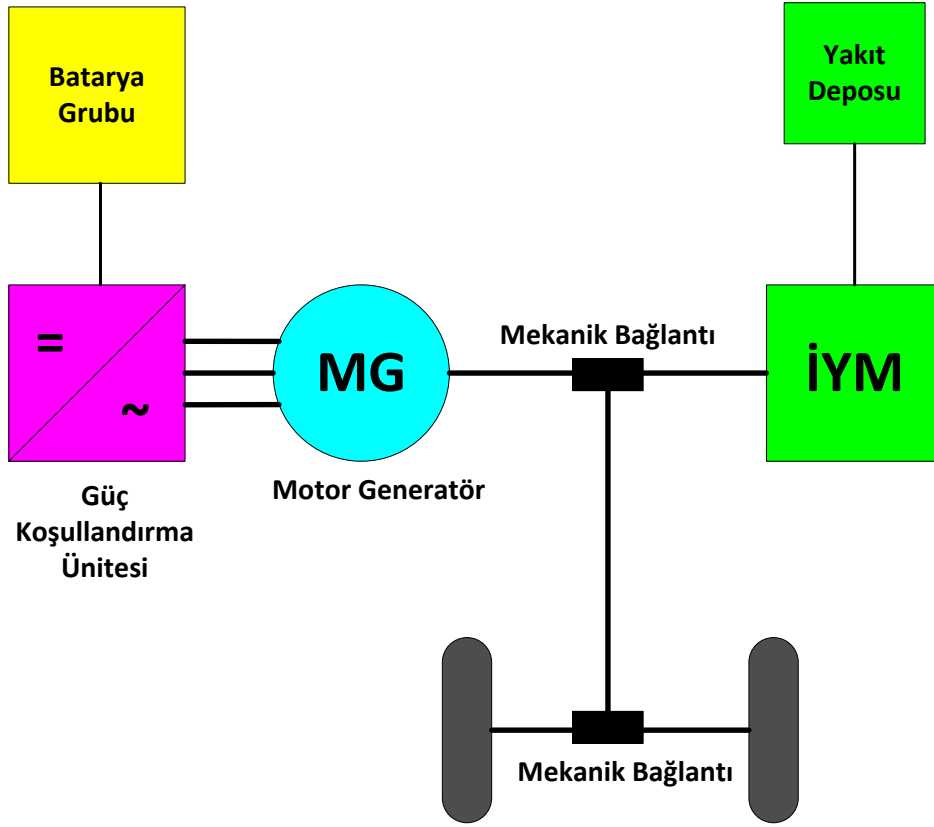 Batarya
Grubu
Yakıt
Deposu
=
~
MG
Mekanik Bağlantı
İYM
Güç
Koşullandırma
Ünitesi
Motor Generatör
Mekanik Bağlantı